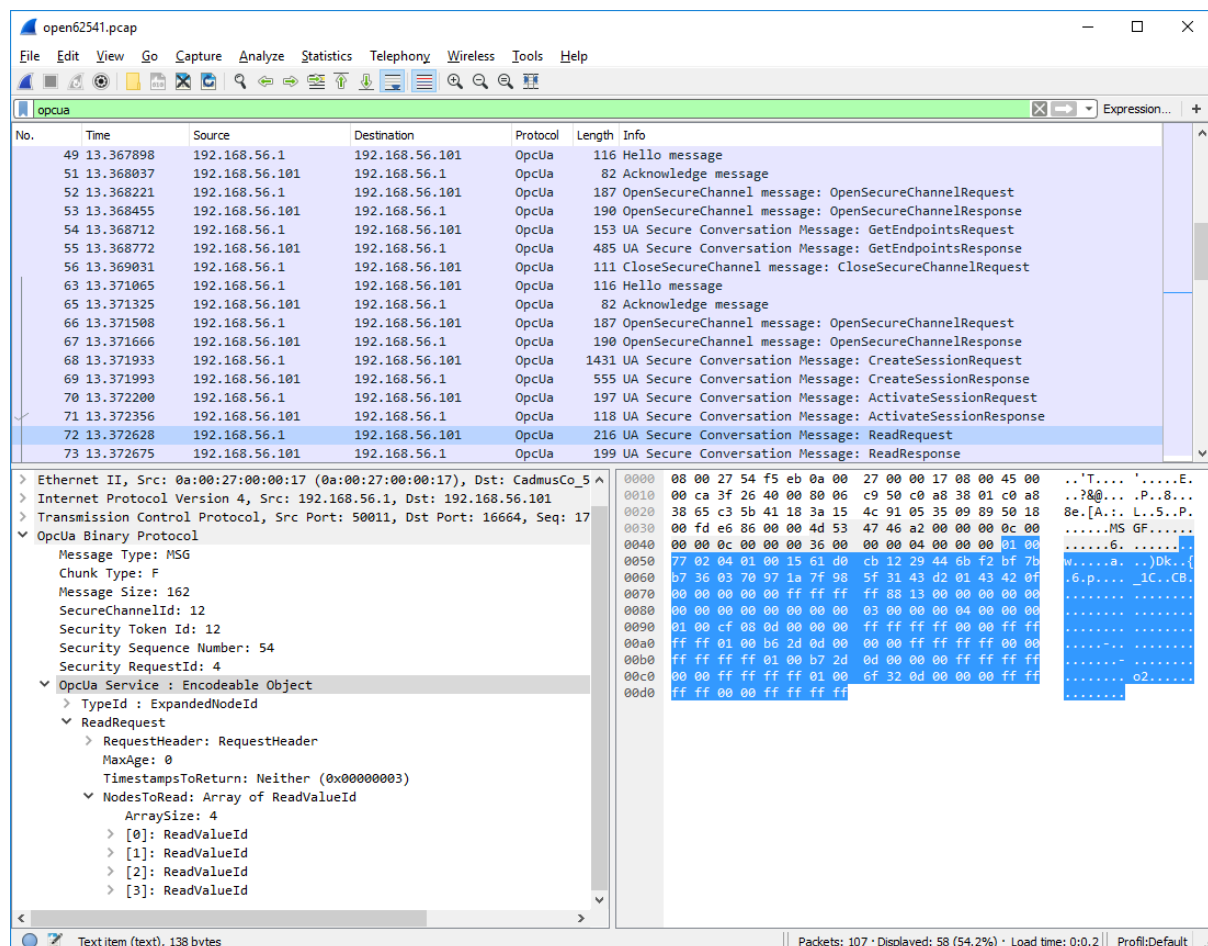 open62541.pcap
File Edit View Go Capture Analyze Statistics Telephony Wireless Tools Help
opcua Expression... +
No. Time Source Destination Protocol Length Info
49 13.367898 192.168.56.1 192.168.56.101 OpcUa 116 Hello message
51 13.368037 192.168.56.101 192.168.56.1 OpcUa 82 Acknowledge message
52 13.368221 192.168.56.1 192.168.56.101 OpcUa 187 OpenSecureChannel message: OpenSecureChannelRequest
53 13.368455 192.168.56.101 192.168.56.1 OpcUa 190 OpenSecureChannel message: OpenSecureChannelResponse
54 13.368712 192.168.56.1 192.168.56.101 OpcUa 153 UA Secure Conversation Message: GetEndpointsRequest
55 13.368772 192.168.56.101 192.168.56.1 OpcUa 485 UA Secure Conversation Message: GetEndpointsResponse
56 13.369031 192.168.56.1 192.168.56.101 OpcUa 111 CloseSecureChannel message: CloseSecureChannelRequest
63 13.371065 192.168.56.1 192.168.56.101 OpcUa 116 Hello message
65 13.371325 192.168.56.101 192.168.56.1 OpcUa 82 Acknowledge message
66 13.371508 192.168.56.1 192.168.56.101 OpcUa 187 OpenSecureChannel message: OpenSecureChannelRequest
67 13.371666 192.168.56.101 192.168.56.1 OpcUa 190 OpenSecureChannel message: OpenSecureChannelResponse
68 13.371933 192.168.56.1 192.168.56.101 OpcUa 1431 UA Secure Conversation Message: CreateSessionRequest
69 13.371993 192.168.56.101 192.168.56.1 OpcUa 555 UA Secure Conversation Message: CreateSessionResponse
70 13.372200 192.168.56.1 192.168.56.101 OpcUa 197 UA Secure Conversation Message: ActivateSessionRequest
71 13.372356 192.168.56.101 192.168.56.1 OpcUa 118 UA Secure Conversation Message: ActivateSessionResponse
72 13.372628 192.168.56.1 192.168.56.101 OpcUa 216 UA Secure Conversation Message: ReadRequest
73 13.372675 192.168.56.101 192.168.56.1 OpcUa 199 UA Secure Conversation Message: ReadResponse
Ethernet II, Src: 0a:00:27:00:00:17 (0a:00:27:00:00:17), Dst: CadmusCo_5
Internet Protocol Version 4, Src: 192.168.56.1, Dst: 192.168.56.101
Transmission Control Protocol, Src Port: 50011, Dst Port: 16664, Seq: 17
OpcUa Binary Protocol
Message Type: MSG
Chunk Type: F
Message Size: 162
SecureChannelId: 12
Security Token Id: 12
Security Sequence Number: 54
Security RequestId: 4
OpcUa Service : Encodeable Object
TypeId : ExpandedNodeId
ReadRequest
RequestHeader: RequestHeader
MaxAge: 0
TimestampsToReturn: Neither (0x00000003)
NodesToRead: Array of ReadValueId
ArraySize: 4
[0]: ReadValueId
[1]: ReadValueId
[2]: ReadValueId
[3]: ReadValueId
0000 08 00 27 54 f5 eb 0a 00 27 00 00 17 08 00 45 00 ..'T.... '.....E.
0010 00 ca 3f 26 40 00 80 06 c9 50 c0 a8 38 01 c0 a8 ..?&@... .P..8...
0020 38 65 c3 5b 41 18 3a 15 4c 91 05 35 09 89 50 18 8e.[A.:. L..5..P.
0030 00 fd e6 86 00 00 4d 53 47 46 a2 00 00 00 0c 00 ......MS GF......
0040 00 00 0c 00 00 00 36 00 00 00 04 00 00 00 01 00 ......6. ........
0050 77 02 04 01 00 15 61 d0 cb 12 29 44 6b f2 bf 7b w.....a. ..)Dk..{
0060 b7 36 03 70 97 1a 7f 98 5f 31 43 d2 01 43 42 0f .6.p.... _1C..CB.
0070 00 00 00 00 ff ff ff ff 88 13 00 00 00 00 00 00 ........ ........
0080 00 00 00 00 00 00 00 00 03 00 00 00 04 00 00 00 ........ ........
0090 01 00 cf 08 0d 00 00 00 ff ff ff ff 00 00 ff ff ........ ........
00a0 ff ff 01 00 b6 2d 0d 00 00 00 ff ff ff ff 00 00 .....-.. ........
00b0 ff ff ff ff 01 00 b7 2d 0d 00 00 00 ff ff ff ff .......- ........
00c0 00 00 ff ff ff ff 01 00 6f 32 0d 00 00 00 ff ff ........ o2......
00d0 ff ff 00 00 ff ff ff ff ........
Text item (text), 138 bytes
Packets: 107 · Displayed: 58 (54.2%) · Load time: 0:0.2 Profil:Default